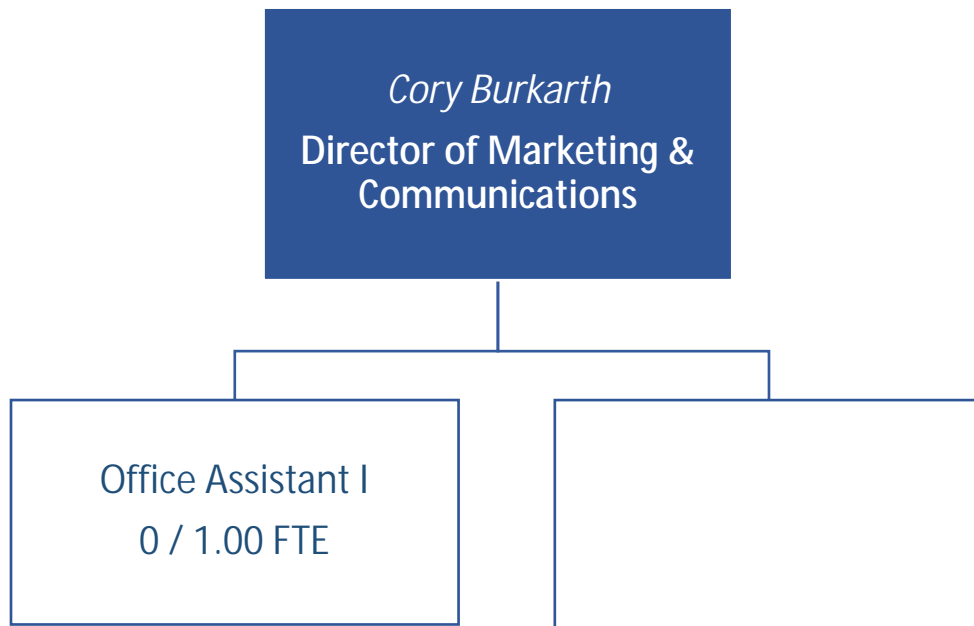 Cory Burkarth
Director of Marketing &
Communications
Office Assistant I
0 / 1.00 FTE